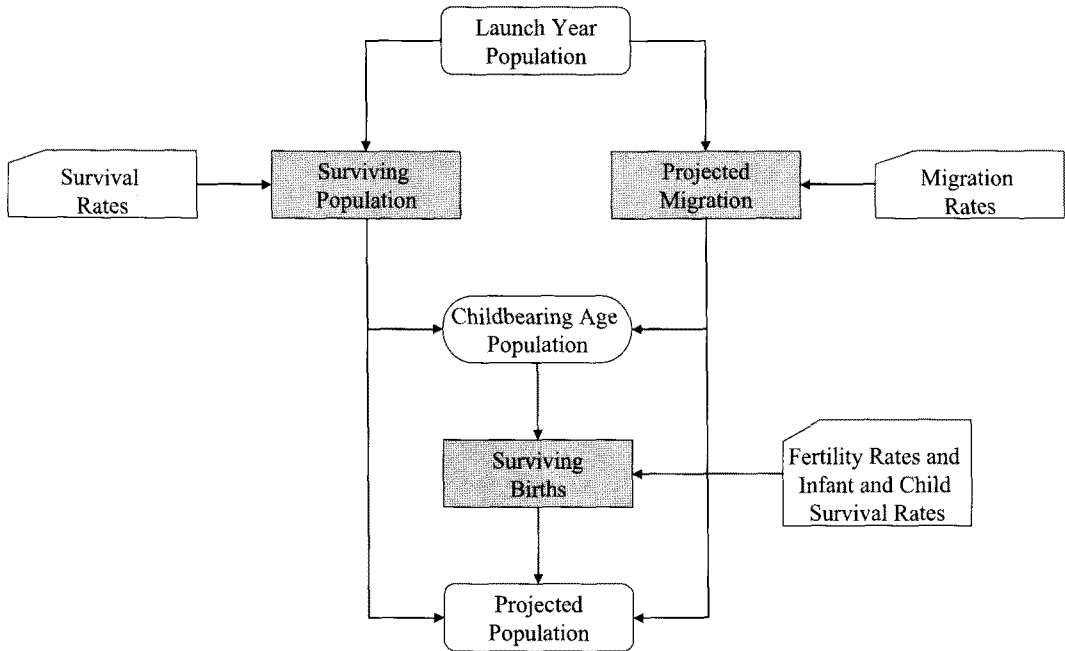 Launch Year
Population
Survival
Rates
Surviving
Population
Projected
Migration
Migration
Rates
Childbearing Age
Population
Surviving
Births
Fertility Rates and
Infant and Child
Survival Rates
Projected
Population